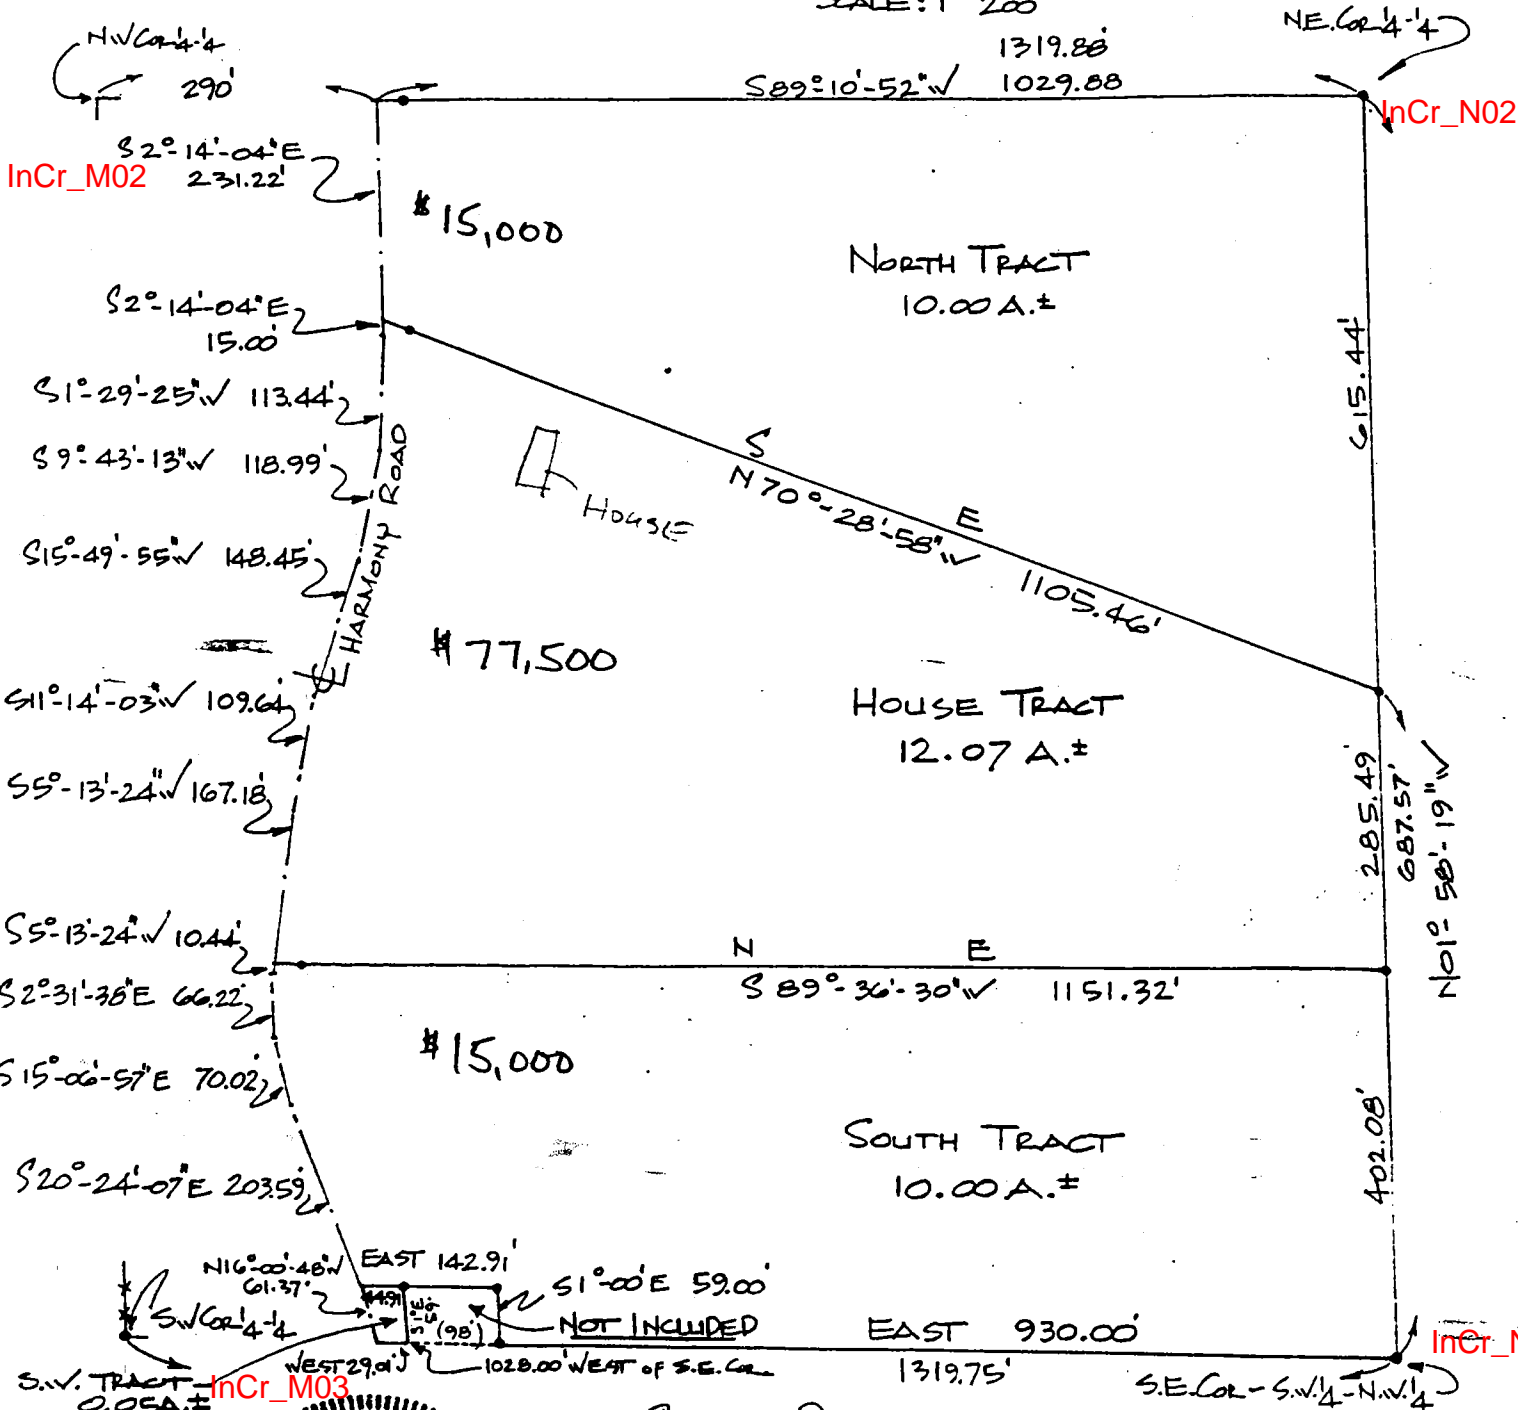 SCALE: 1" 200'
N.W. COR. ¼-¼
290'
1319.88'
S89°-10'-52"W 1029.88
N.E. COR. ¼-¼
InCr_N02
S2°-14'-04"E
231.22'
InCr_M02
$15,000
NORTH TRACT
10.00 A.±
615.44'
S2°-14'-04"E
15.00'
S1°-29'-25"W 113.44'
S9°-43'-13"W 118.99'
HARMONY ROAD
HOUSE
S E
N70°-28'-58"W 1105.46'
S15°-49'-55"W 148.45'
$77,500
HOUSE TRACT
12.07 A.±
S11°-14'-03"W 109.64'
S5°-13'-24"W 167.18'
285.49'
687.57'
N01°-58'-19"W
S5°-13'-24"W 10.44'
N E
S89°-36'-30"W 1151.32'
S2°-31'-38"E 66.22'
$15,000
S15°-06'-57"E 70.02'
SOUTH TRACT
10.00 A.±
402.08'
S20°-24'-07"E 203.59'
N16°-00'-48"W
61.37'
EAST 142.91'
44.91
S1°E
59'
(98')
S1°-00'E 59.00'
NOT INCLUDED
S.W. COR. ¼-¼
EAST 930.00'
1319.75'
WEST 29.01'
1028.00' WEST OF S.E. COR.
S.W. TRACT
0.05A.±
InCr_M03
InCr_N
S.E. COR - S.W.¼ - N.W.¼